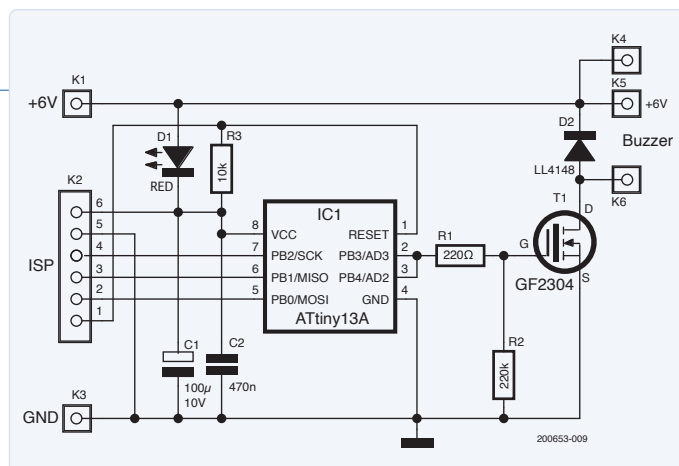 K4
K1
K5
+6V
+6V
D1
R3
D2
Buzzer
10k
K2
RED
LL4148
K6
6
IC1
T1
D
5
8
VCC
RESET
1
ISP
4
7
PB2/SCK
PB3/AD3
2
R1
G
3
6
PB1/MISO
PB4/AD2
3
220Ω
2
5
PB0/MOSI
GND
4
S
GF2304
1
ATtiny13A
C1
C2
R2
100µ
10V
470n
220k
K3
GND
200653-009